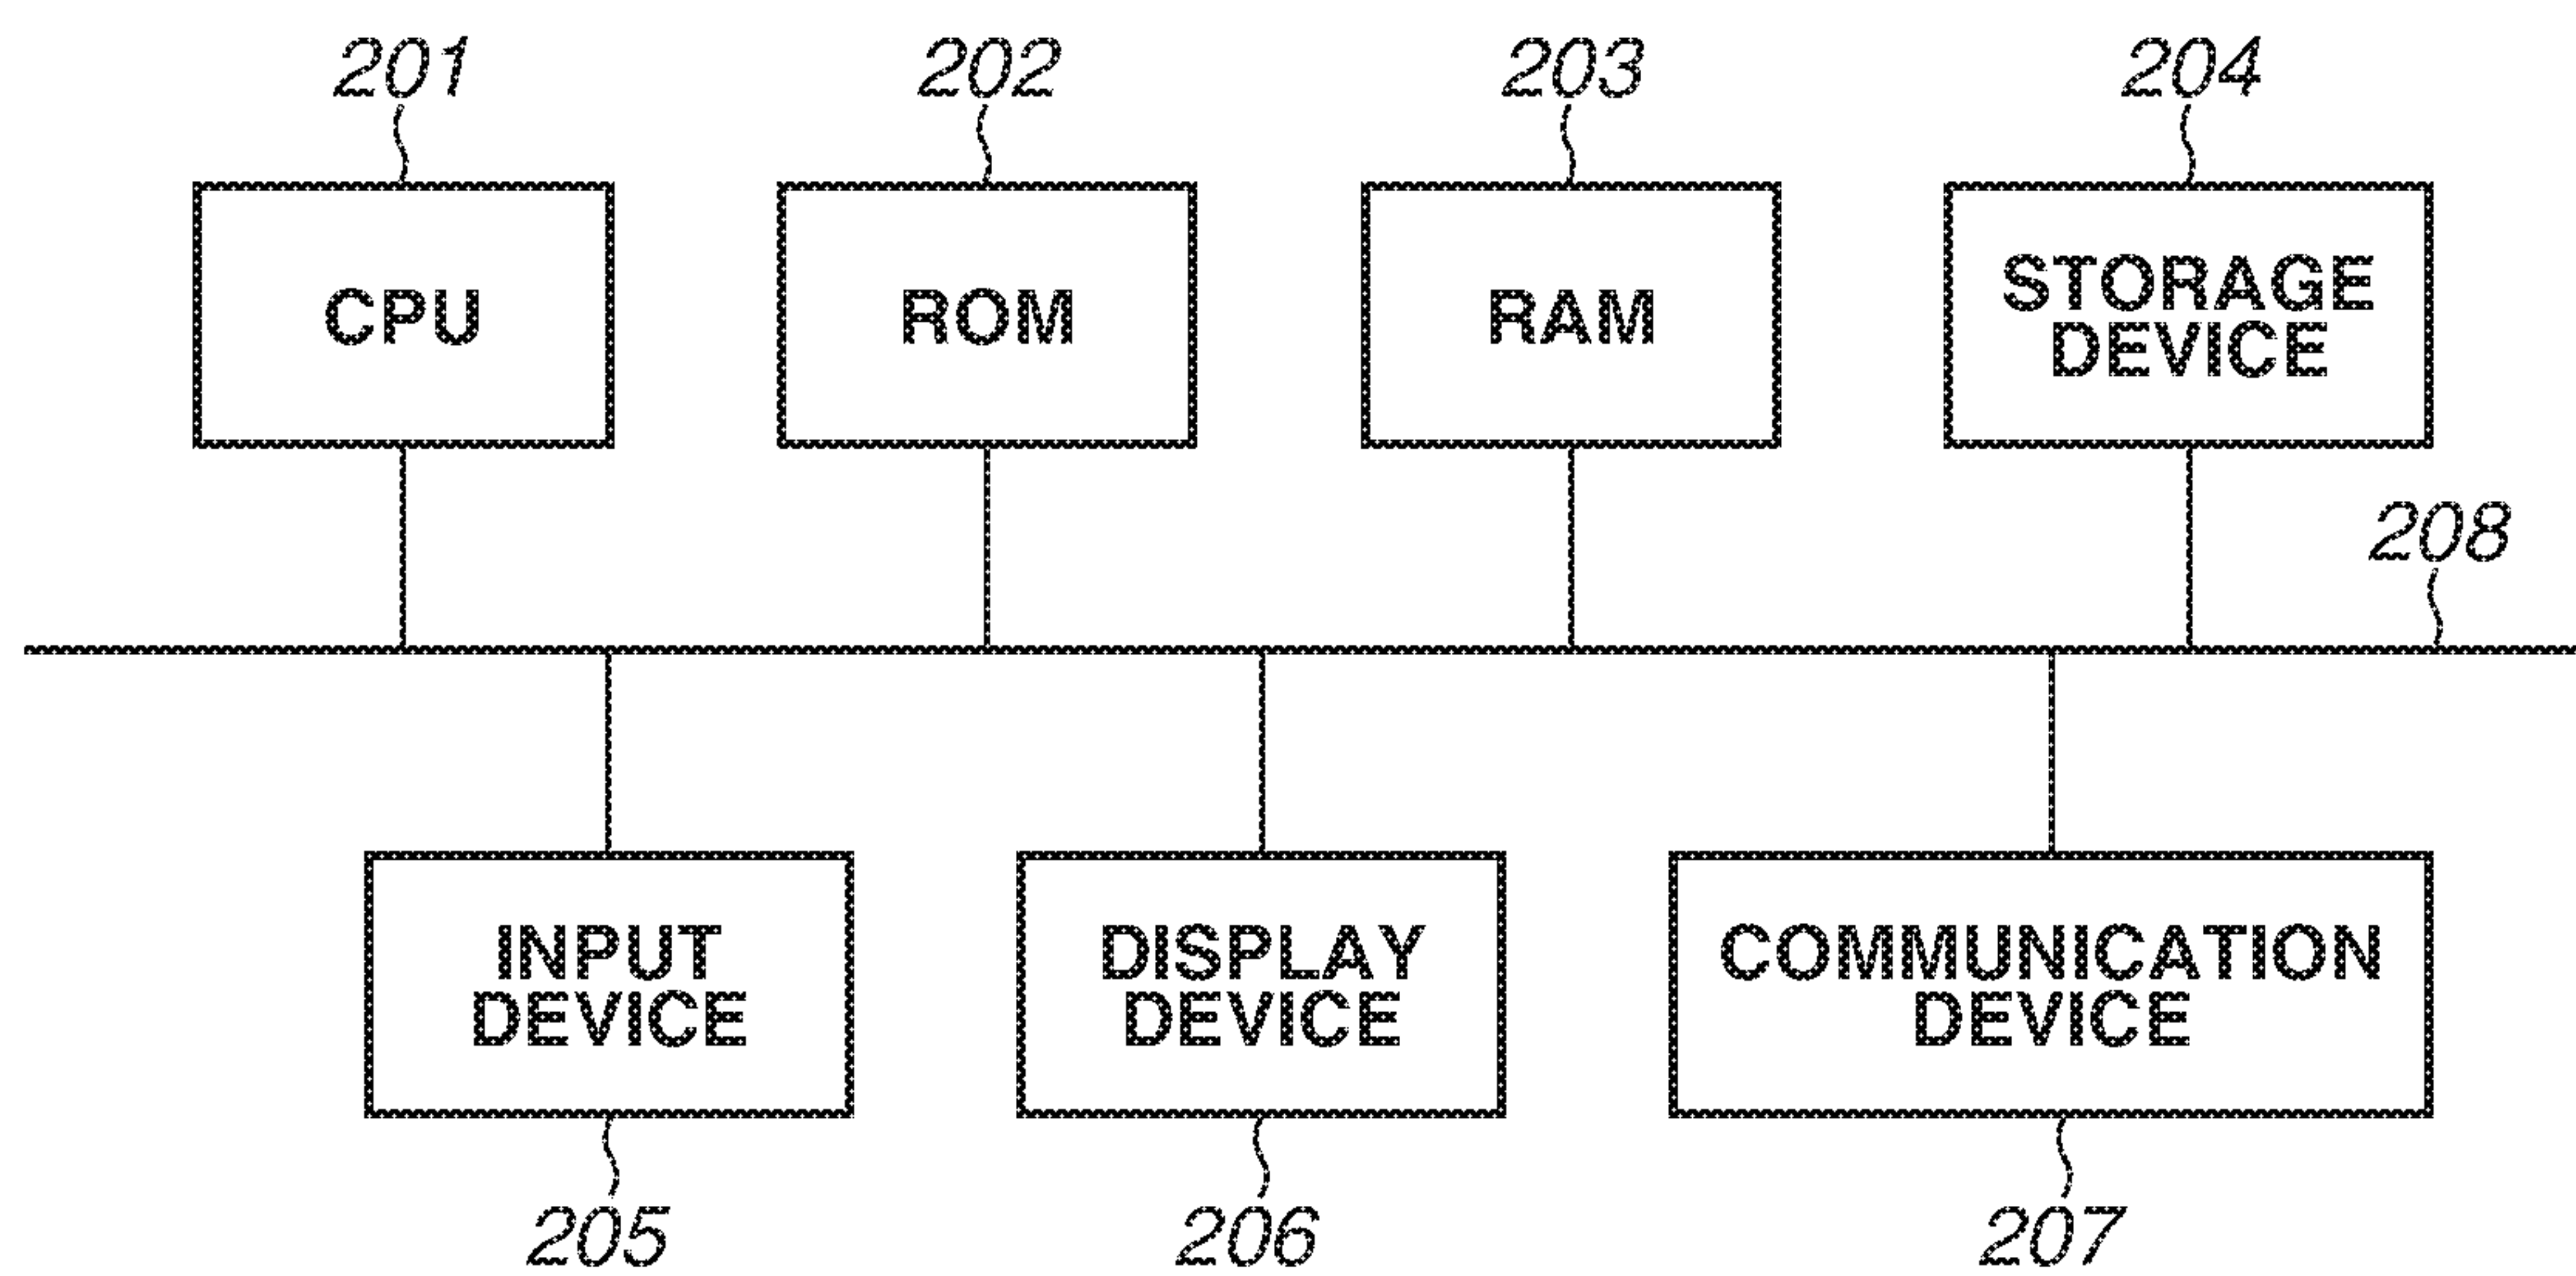 201
202
203
204
CPU
ROM
RAM
STORAGE
DEVICE
208
INPUT
DEVICE
DISPLAY
DEVICE
COMMUNICATION
DEVICE
205
206
207